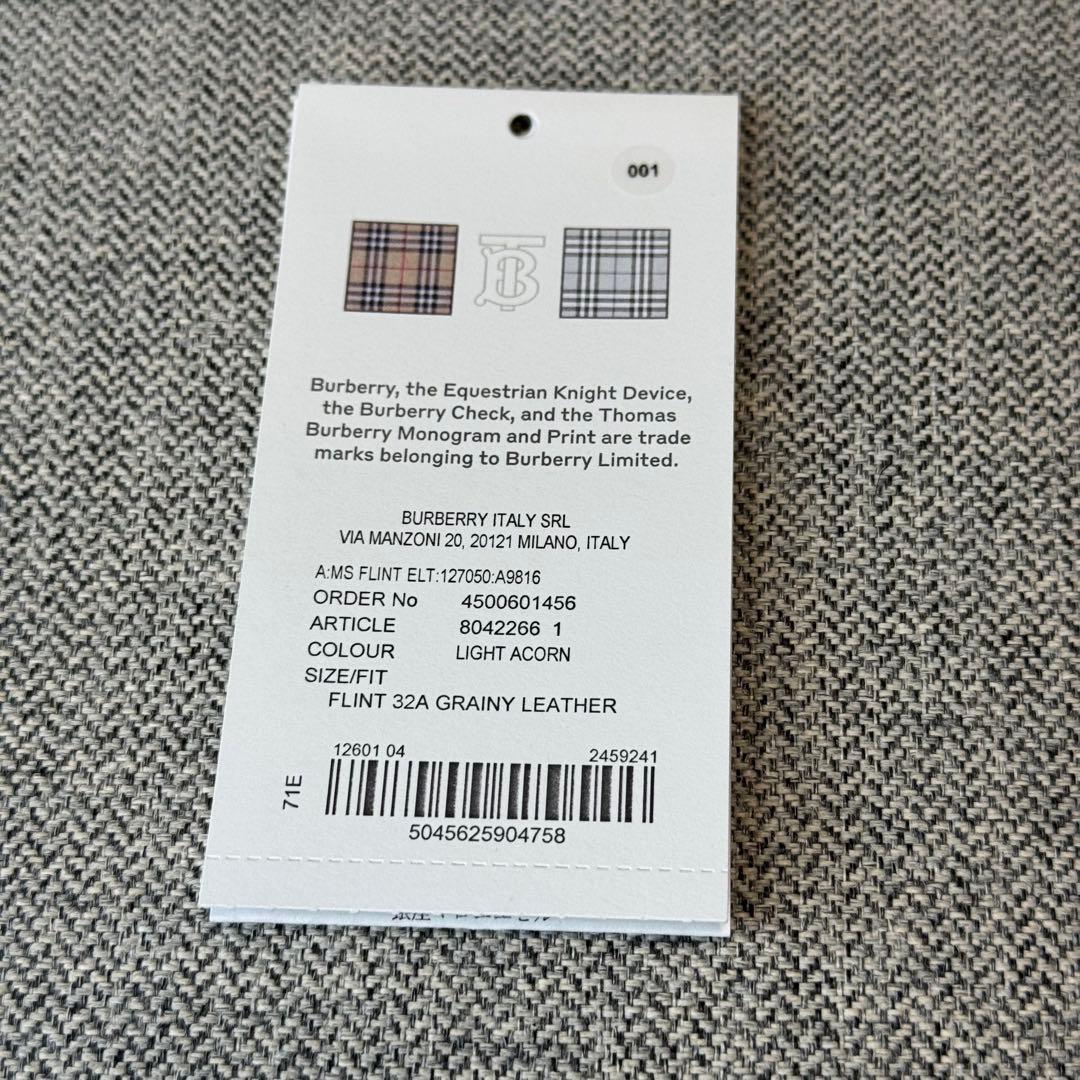 001
TB
Burberry, the Equestrian Knight Device,
the Burberry Check, and the Thomas
Burberry Monogram and Print are trade
marks belonging to Burberry Limited.
BURBERRY ITALY SRL
VIA MANZONI 20, 20121 MILANO, ITALY
A:MS FLINT ELT:127050:A9816
ORDER No 4500601456
ARTICLE 8042266 1
COLOUR LIGHT ACORN
SIZE/FIT
FLINT 32A GRAINY LEATHER
12601 04 2459241
71E
5045625904758